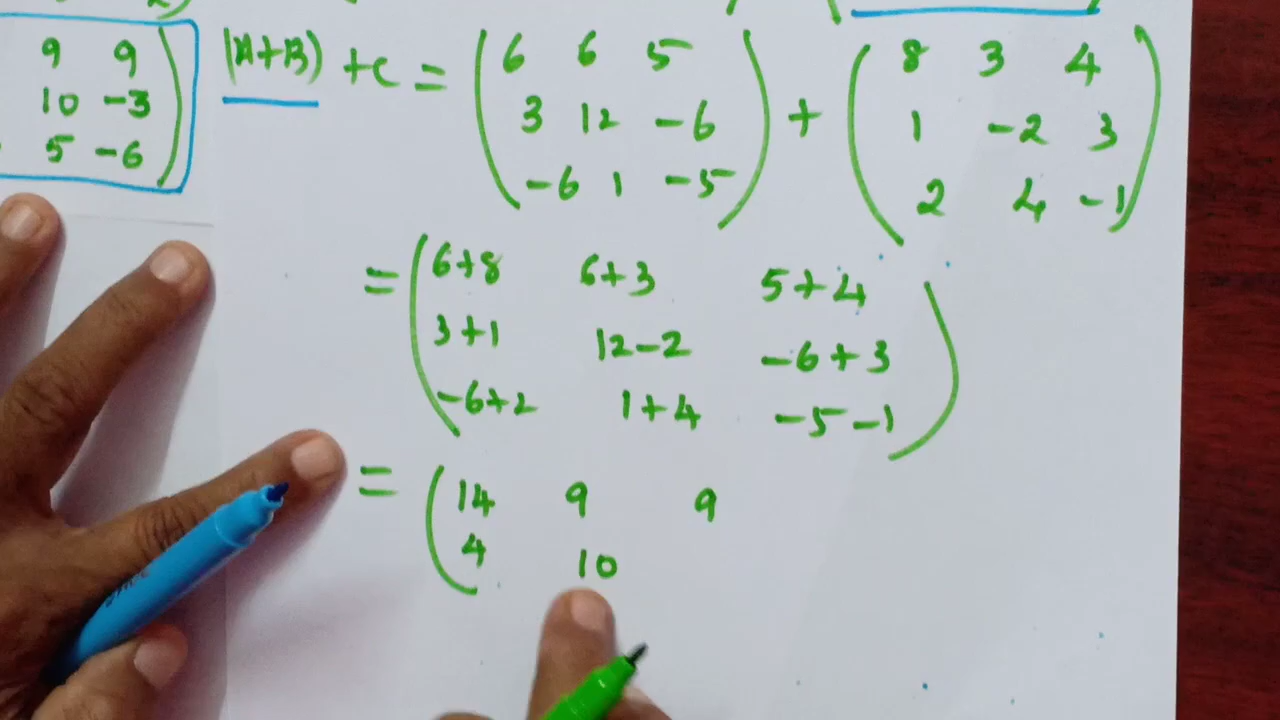 9 9
10 -3
5 -6
(A+B) + C = ( 6 6 5 ) + ( 8 3 4 )
3 12 -6 1 -2 3
-6 1 -5 2 4 -1
= ( 6+8 6+3 5+4 )
3+1 12-2 -6+3
-6+2 1+4 -5-1
= ( 14 9 9
4 10